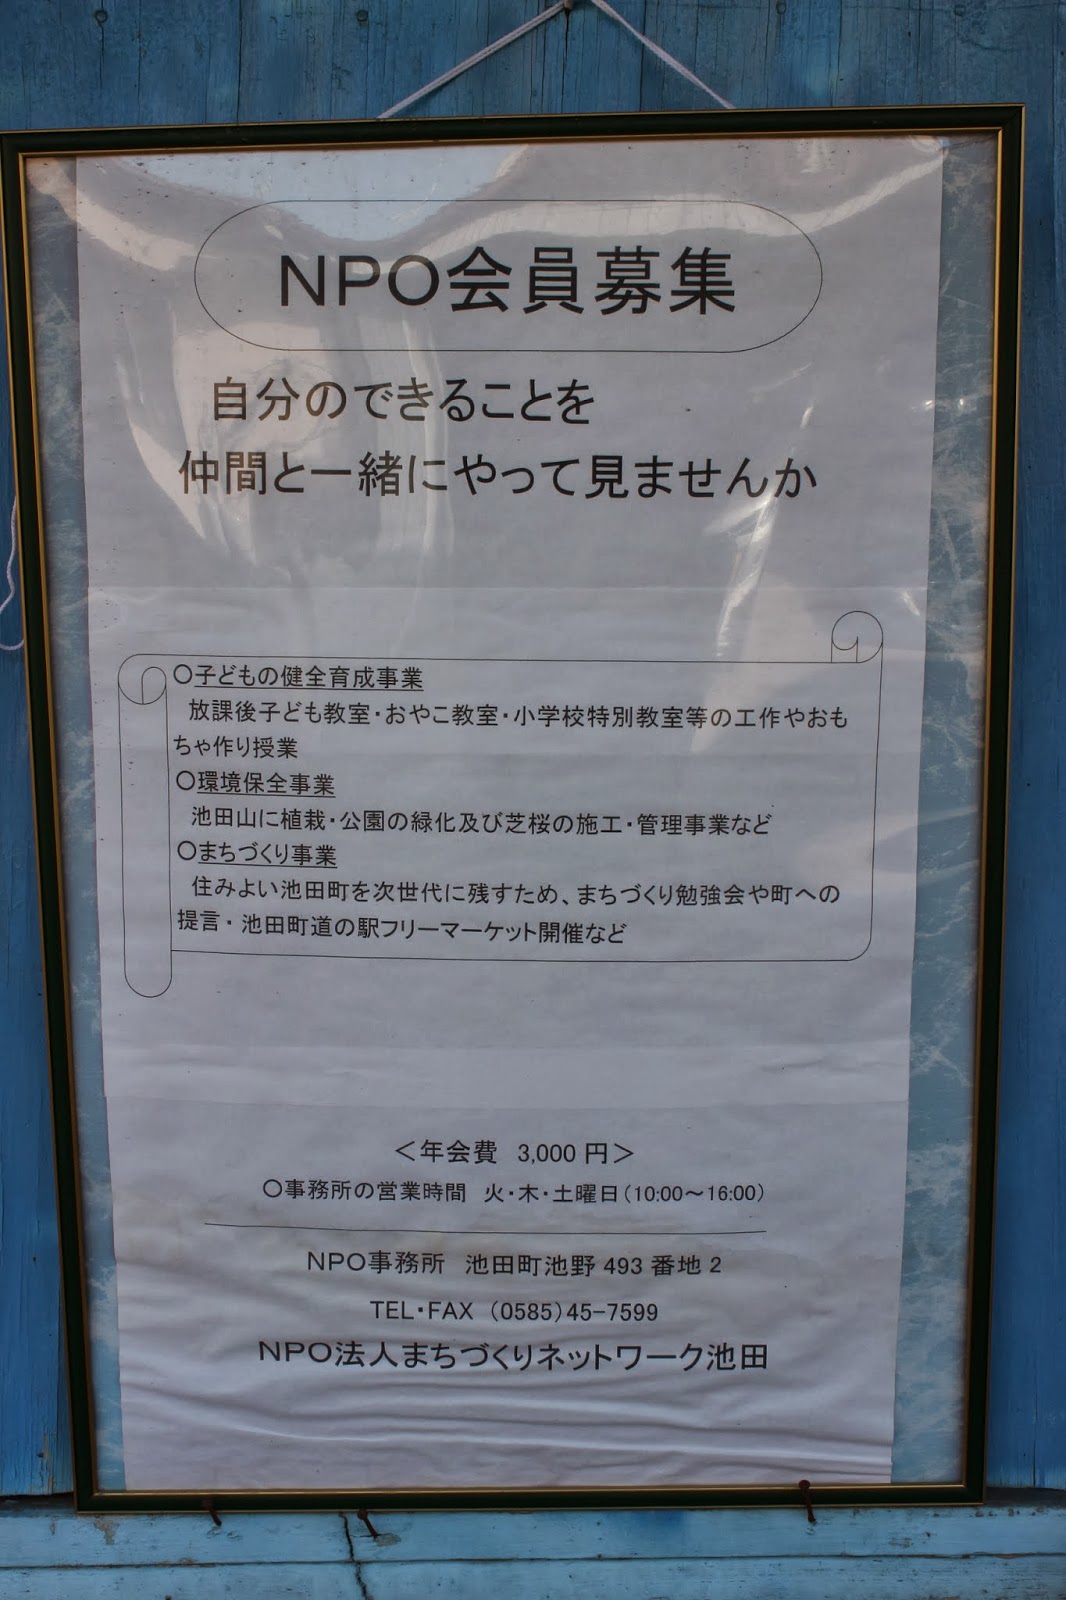 NPO会員募集
自分のできることを
仲間と一緒にやって見ませんか
○子どもの健全育成事業
放課後子ども教室・おやこ教室・小学校特別教室等の工作やおも
ちゃ作り授業
○環境保全事業
池田山に植栽・公園の緑化及び芝桜の施工・管理事業など
○まちづくり事業
住みよい池田町を次世代に残すため、まちづくり勉強会や町への
提言・池田町道の駅フリーマーケット開催など
＜年会費 3,000 円＞
○事務所の営業時間 火・木・土曜日（10:00～16:00）
NPO事務所 池田町池野 493 番地 2
TEL・FAX （0585）45-7599
NPO法人まちづくりネットワーク池田